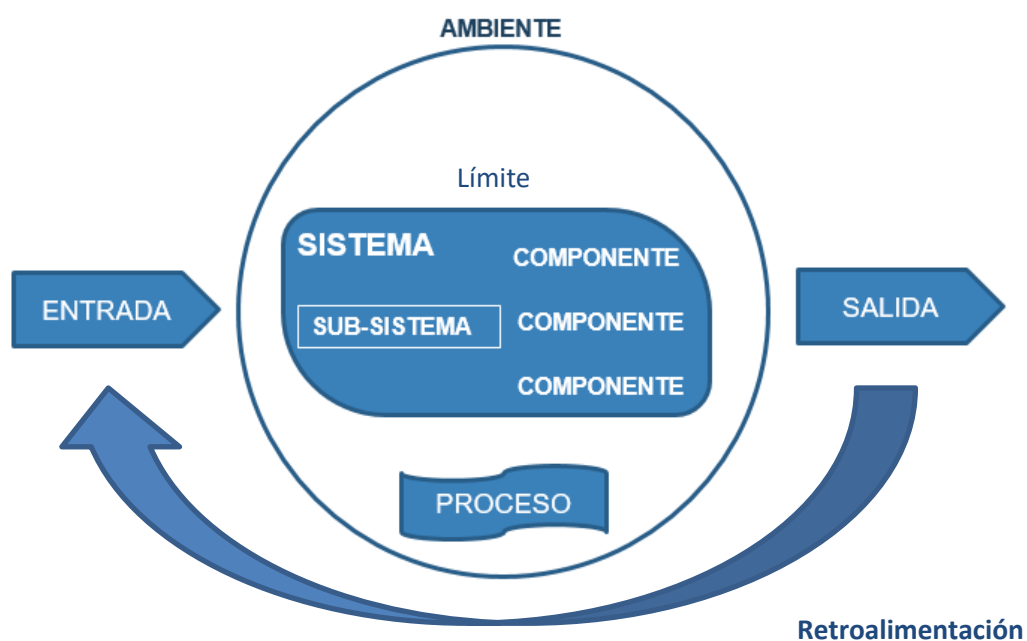 AMBIENTE
Límite
SISTEMA
COMPONENTE
ENTRADA
SUB-SISTEMA
COMPONENTE
SALIDA
COMPONENTE
PROCESO
Retroalimentación